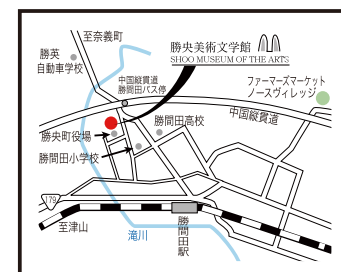 至奈義町
勝英
自動車学校
勝央美術文学館
SHOO MUSEUM OF THE ARTS
中国縦貫道
勝間田バス停
ファーマーズマーケット
ノースヴィレッジ
中国縦貫道
勝間田高校
勝央町役場
勝間田小学校
179
至津山
滝川
勝間田駅